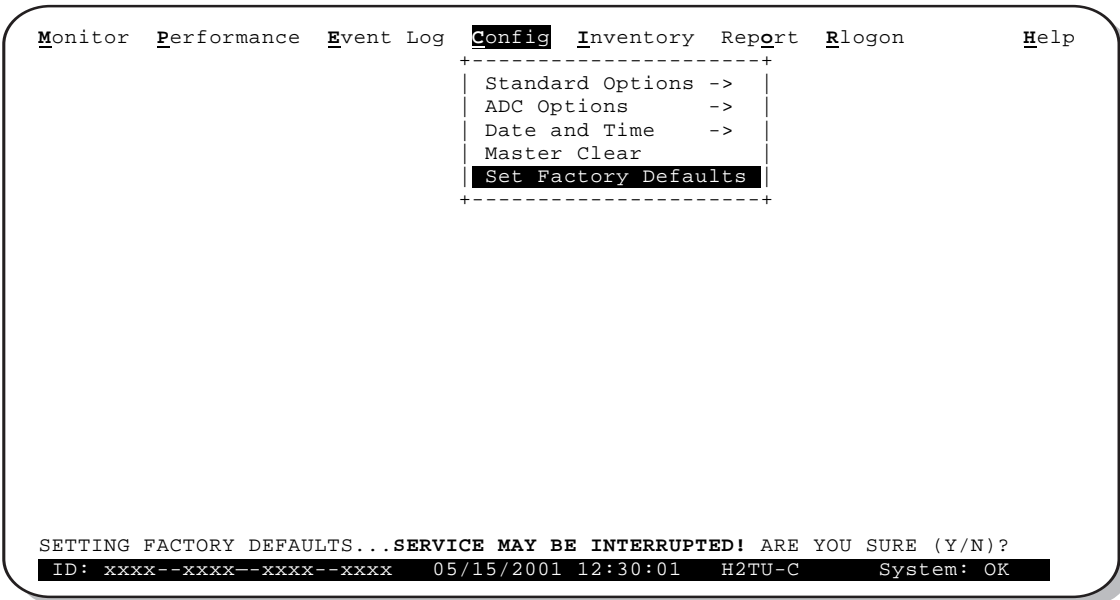 Monitor Performance Event Log Config Inventory Report Rlogon Help
+----------------------+
| Standard Options -> |
| ADC Options -> |
| Date and Time -> |
| Master Clear |
| Set Factory Defaults |
+----------------------+
SETTING FACTORY DEFAULTS...SERVICE MAY BE INTERRUPTED! ARE YOU SURE (Y/N)?
ID: xxxx--xxxx—-xxxx--xxxx 05/15/2001 12:30:01 H2TU-C System: OK